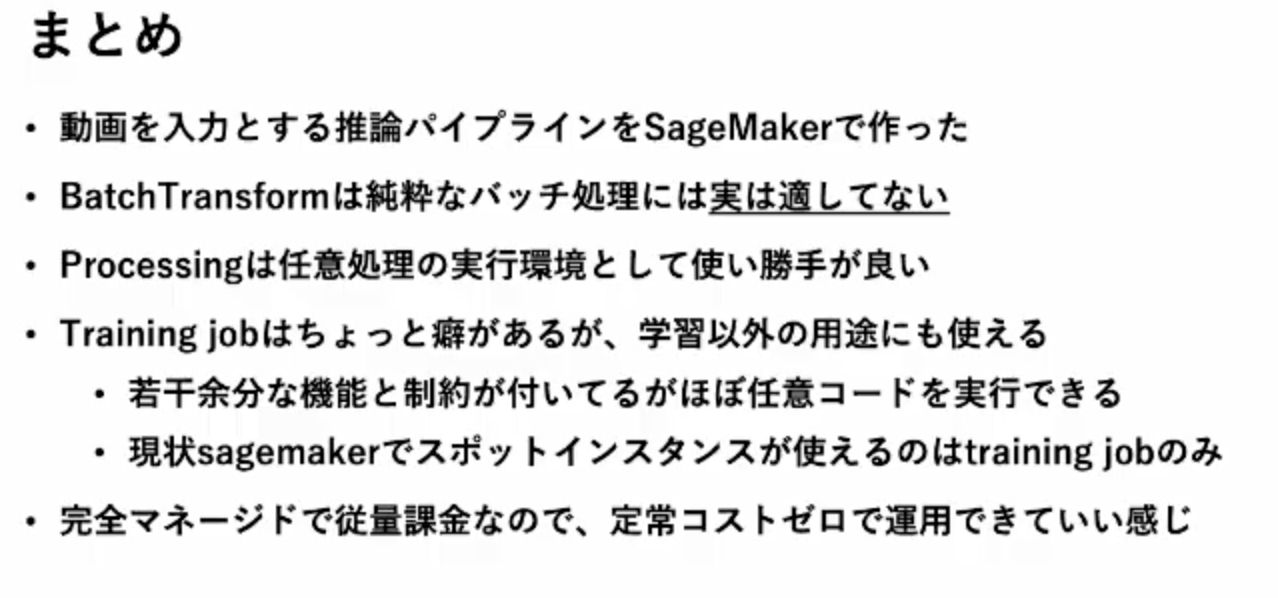 まとめ
• 動画を入力とする推論パイプラインをSageMakerで作った
• BatchTransformは純粋なバッチ処理には実は適してない
• Processingは任意処理の実行環境として使い勝手が良い
• Training jobはちょっと癖があるが、学習以外の用途にも使える
• 若干余分な機能と制約が付いてるがほぼ任意コードを実行できる
• 現状sagemakerでスポットインスタンスが使えるのはtraining jobのみ
• 完全マネージドで従量課金なので、定常コストゼロで運用できていい感じ